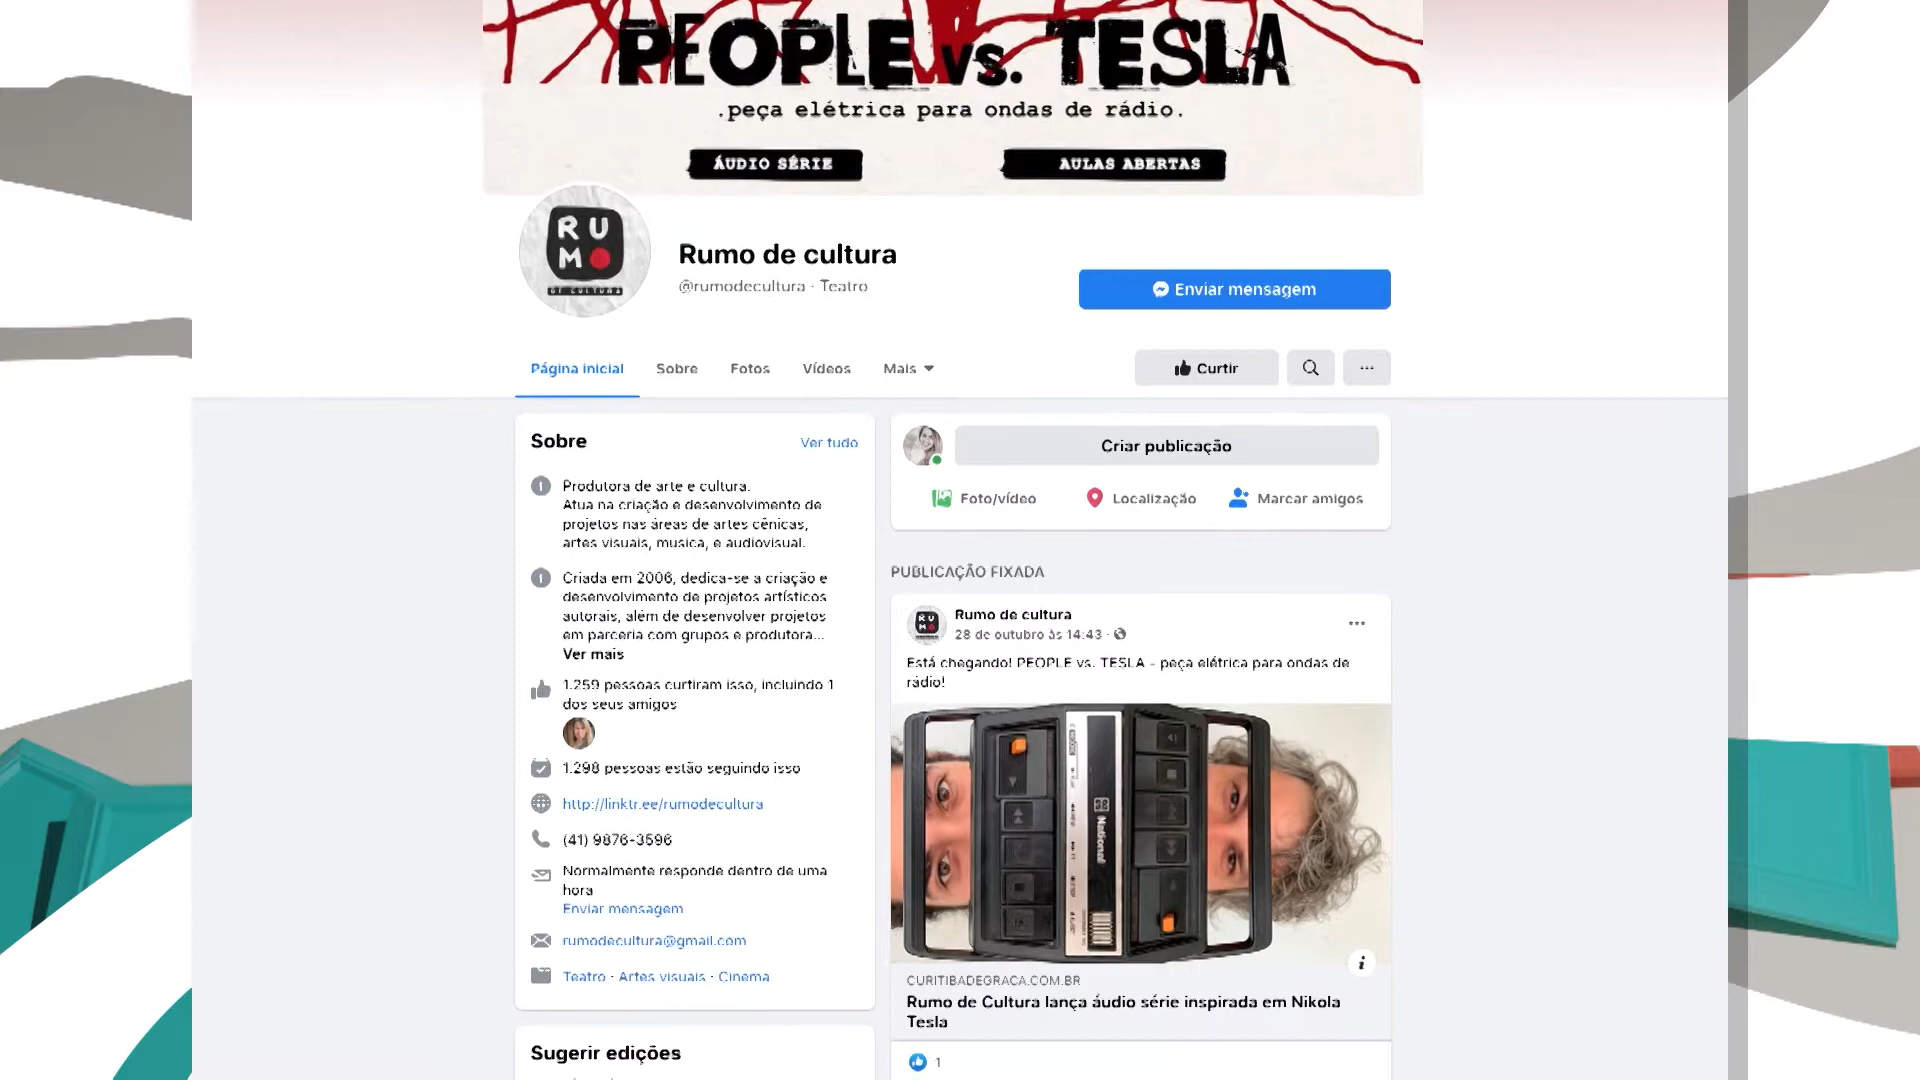 PEOPLE vs. TESLA
.peça elétrica para ondas de rádio.
ÁUDIO SÉRIE
AULAS ABERTAS
RU
MO
DE CULTURA
Rumo de cultura
@rumodecultura · Teatro
Enviar mensagem
Página inicial
Sobre
Fotos
Vídeos
Mais
Curtir
Sobre
Ver tudo
Produtora de arte e cultura.
Atua na criação e desenvolvimento de
projetos nas áreas de artes cênicas,
artes visuais, musica, e audiovisual.
Criada em 2006, dedica-se a criação e
desenvolvimento de projetos artísticos
autorais, além de desenvolver projetos
em parceria com grupos e produtora...
Ver mais
1.259 pessoas curtiram isso, incluindo 1
dos seus amigos
1.298 pessoas estão seguindo isso
http://linktr.ee/rumodecultura
(41) 9876-3596
Normalmente responde dentro de uma
hora
Enviar mensagem
rumodecultura@gmail.com
Teatro · Artes visuais · Cinema
Sugerir edições
Criar publicação
Foto/vídeo
Localização
Marcar amigos
PUBLICAÇÃO FIXADA
RU
MO
Rumo de cultura
28 de outubro às 14:43 ·
Está chegando! PEOPLE vs. TESLA - peça elétrica para ondas de
rádio!
National
CURITIBADEGRACA.COM.BR
Rumo de Cultura lança áudio série inspirada em Nikola
Tesla
1